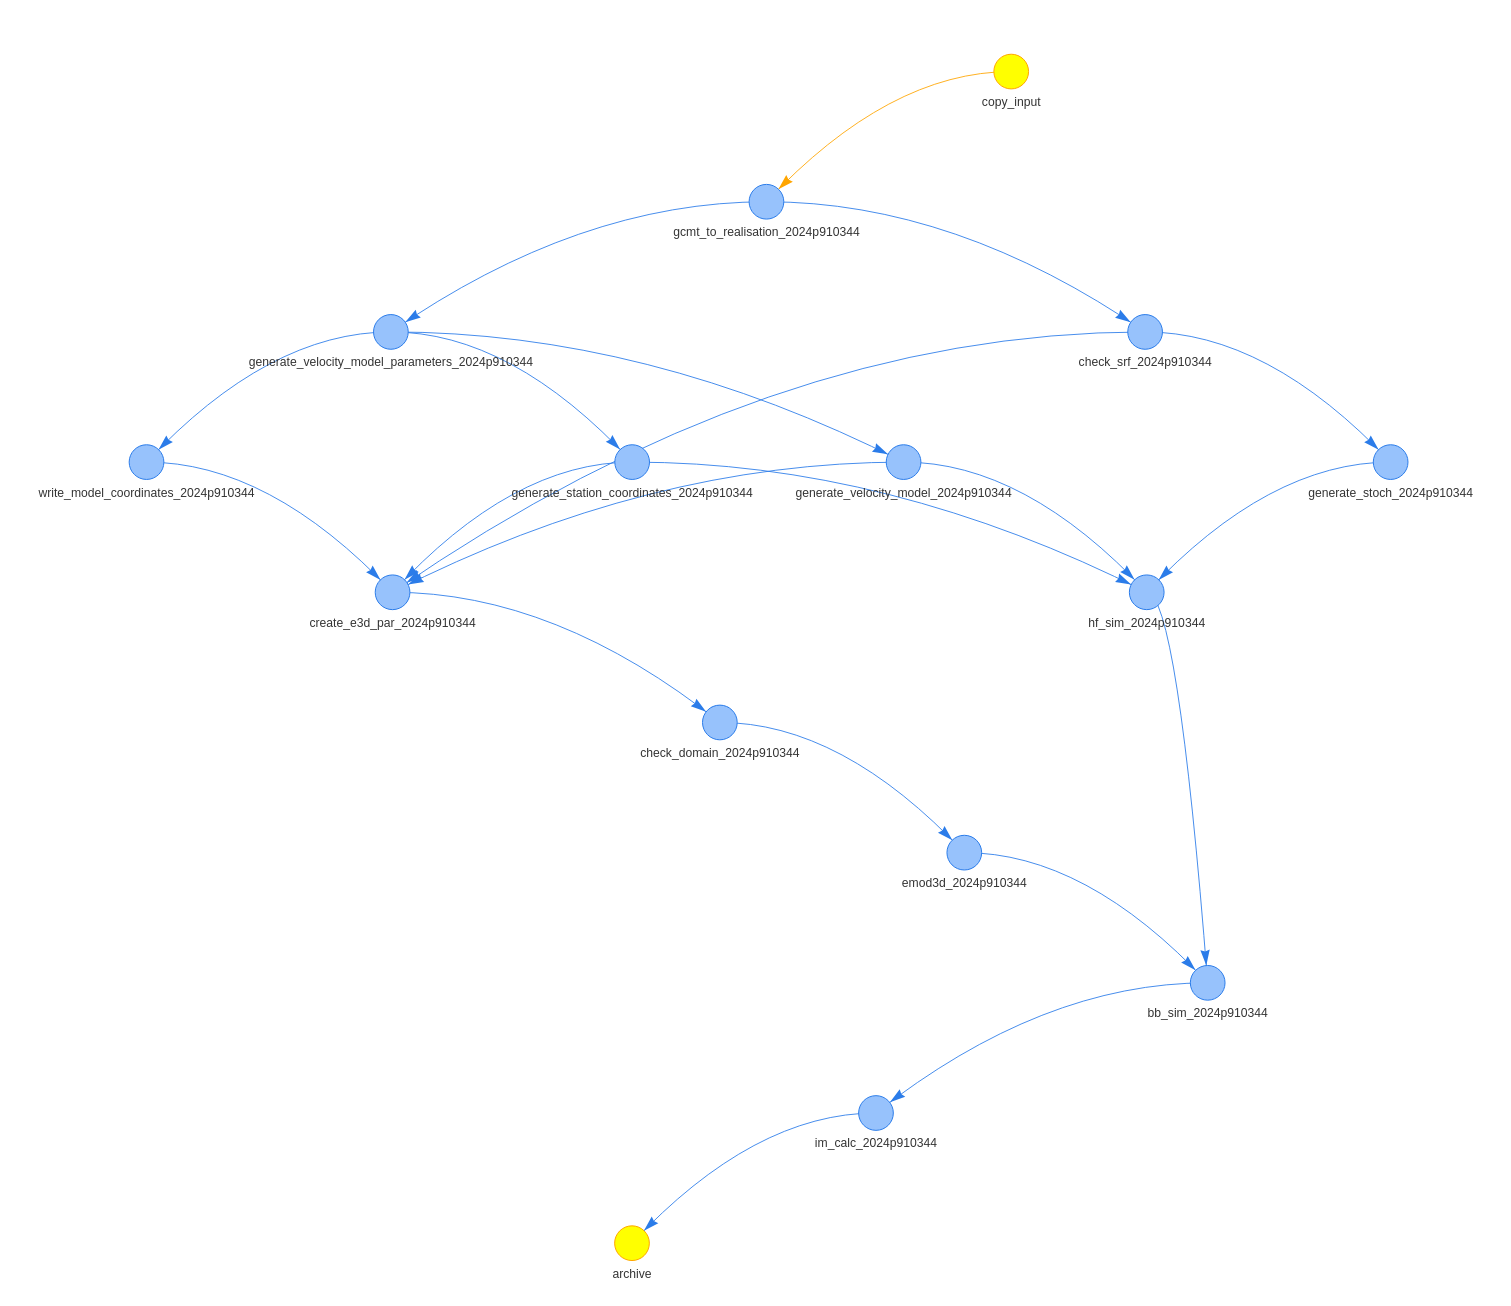 copy_input
gcmt_to_realisation_2024p910344
generate_velocity_model_parameters_2024p910344
check_srf_2024p910344
write_model_coordinates_2024p910344
generate_station_coordinates_2024p910344
generate_velocity_model_2024p910344
generate_stoch_2024p910344
create_e3d_par_2024p910344
hf_sim_2024p910344
check_domain_2024p910344
emod3d_2024p910344
bb_sim_2024p910344
im_calc_2024p910344
archive